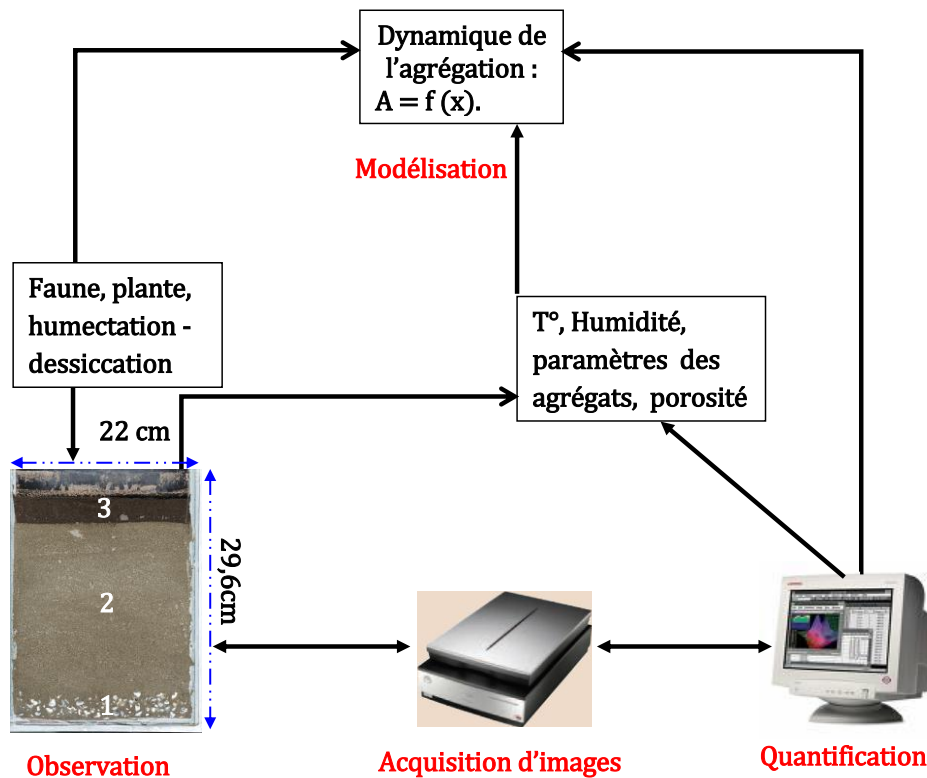 Dynamique de
l'agrégation :
A = f (x).
Modélisation
Faune, plante,
humectation -
dessiccation
T°, Humidité,
paramètres des
agrégats, porosité
22 cm
3
29,6cm
2
1
Observation
Acquisition d'images
Quantification